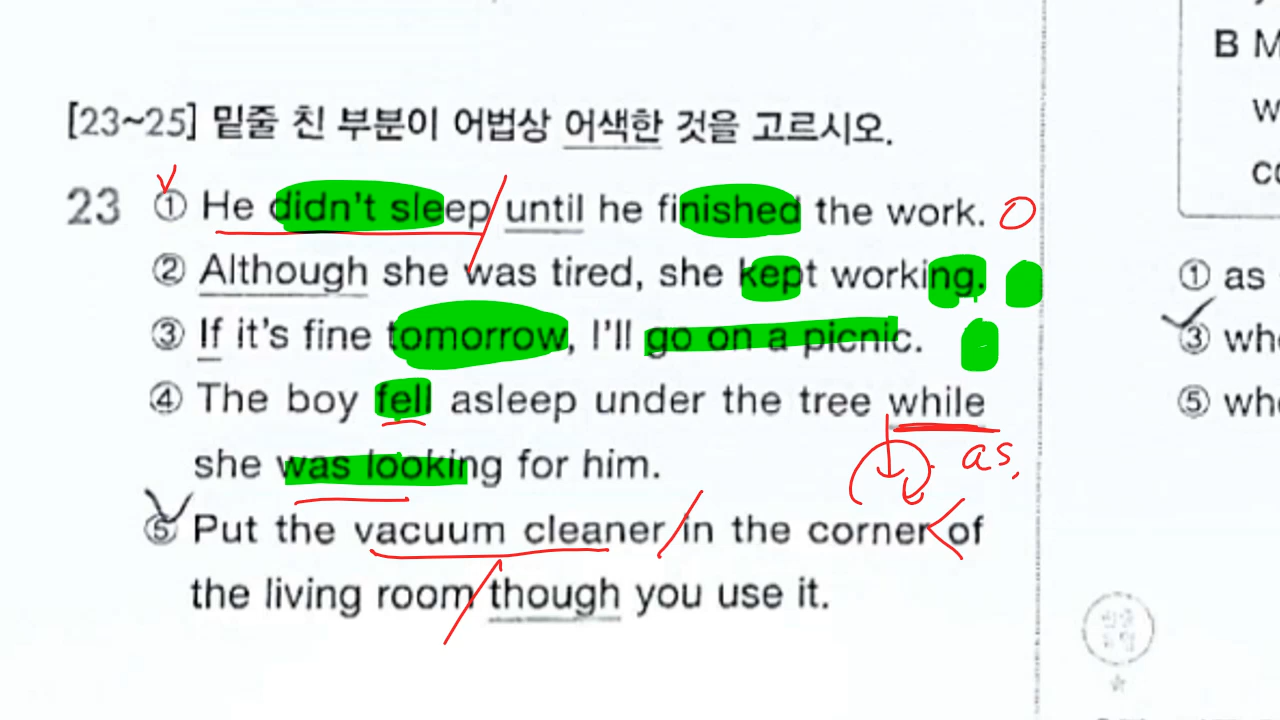 [23~25] 밑줄 친 부분이 어법상 어색한 것을 고르시오.
23 ① He didn't sleep until he finished the work. O
② Although she was tired, she kept working.
③ If it's fine tomorrow, I'll go on a picnic.
④ The boy fell asleep under the tree while
as,
she was looking for him.
⑤ Put the vacuum cleaner in the corner of
the living room though you use it.
B
① as
③
⑤